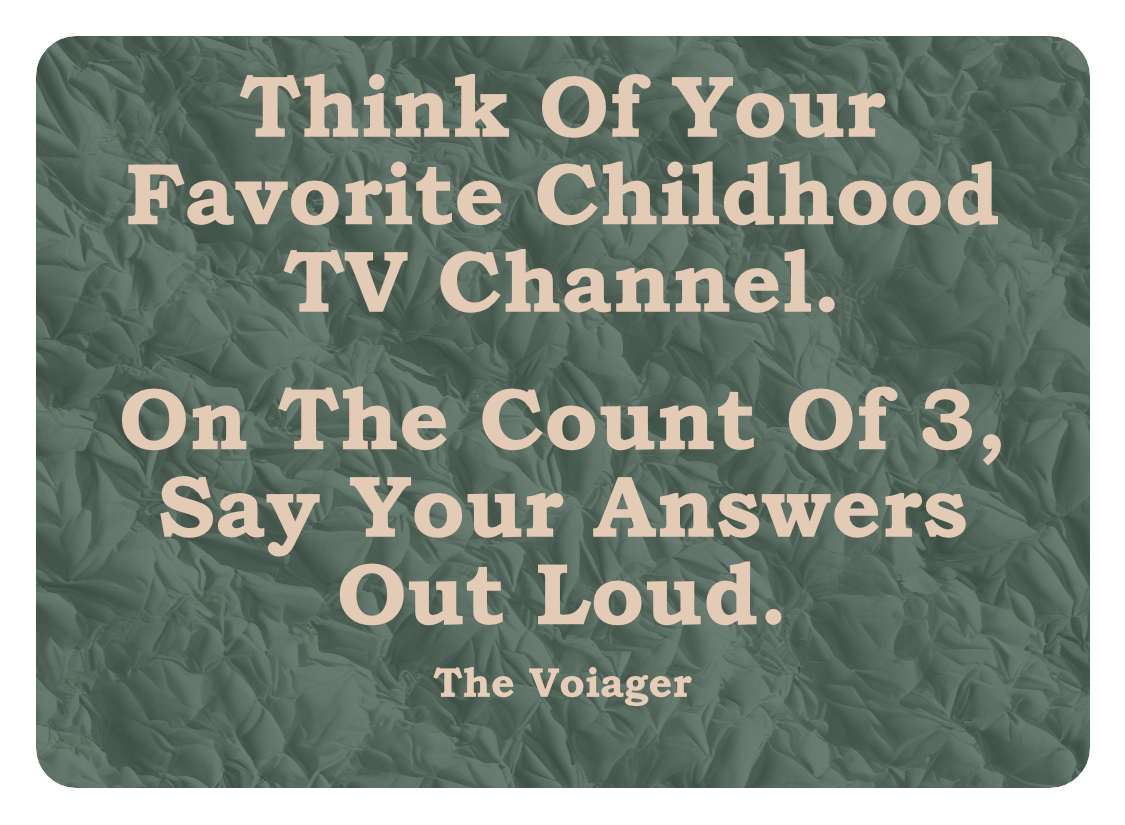 Think Of Your
Favorite Childhood
TV Channel.
On The Count Of 3,
Say Your Answers
Out Loud.
The Voiager